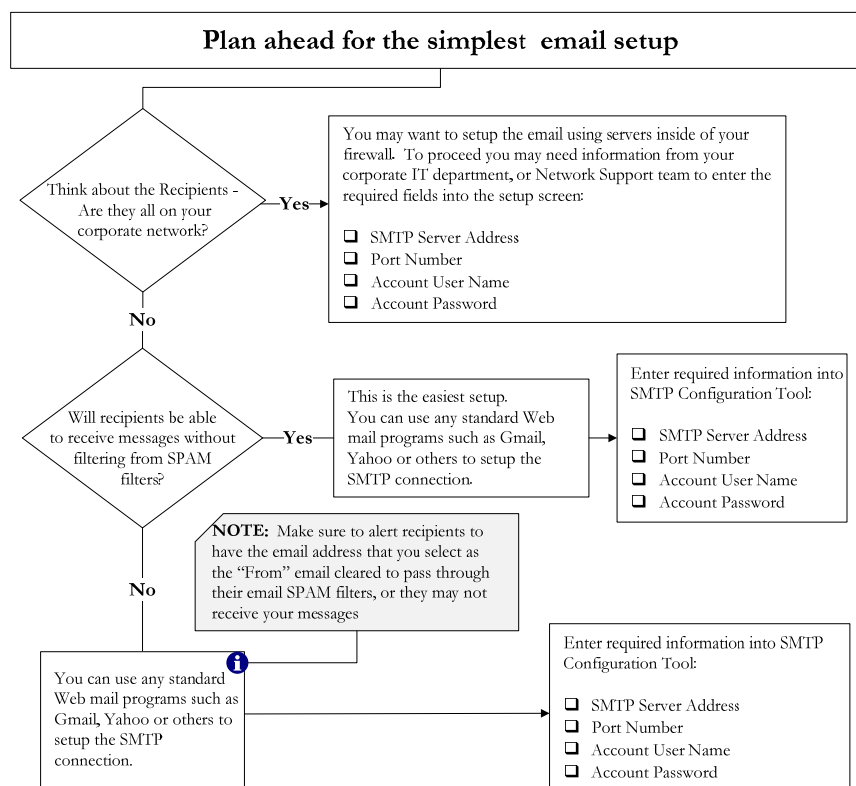 Plan ahead for the simplest email setup
Think about the Recipients -
Are they all on your
corporate network?
Yes
You may want to setup the email using servers inside of your
firewall. To proceed you may need information from your
corporate IT department, or Network Support team to enter the
required fields into the setup screen:
SMTP Server Address
Port Number
Account User Name
Account Password
No
Will recipients be able
to receive messages without
filtering from SPAM
filters?
Yes
This is the easiest setup.
You can use any standard Web
mail programs such as Gmail,
Yahoo or others to setup the
SMTP connection.
Enter required information into
SMTP Configuration Tool:
SMTP Server Address
Port Number
Account User Name
Account Password
NOTE: Make sure to alert recipients to
have the email address that you select as
the “From” email cleared to pass through
their email SPAM filters, or they may not
receive your messages
No
You can use any standard
Web mail programs such as
Gmail, Yahoo or others to
setup the SMTP
connection.
Enter required information into SMTP
Configuration Tool:
SMTP Server Address
Port Number
Account User Name
Account Password